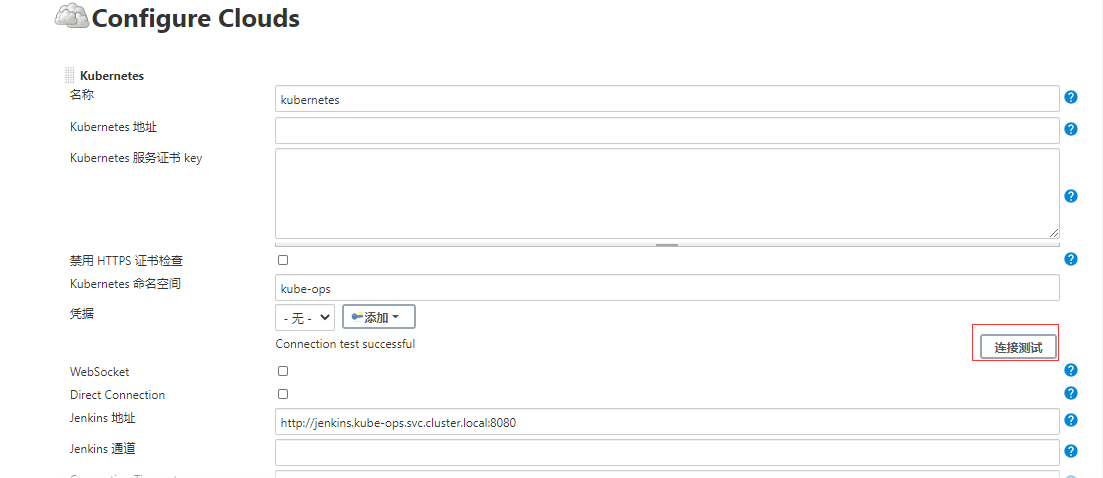 Configure Clouds
Kubernetes
名称
kubernetes
Kubernetes 地址
Kubernetes 服务证书 key
禁用 HTTPS 证书检查
Kubernetes 命名空间
kube-ops
凭据
- 无 -
添加
Connection test successful
连接测试
WebSocket
Direct Connection
Jenkins 地址
http://jenkins.kube-ops.svc.cluster.local:8080
Jenkins 通道